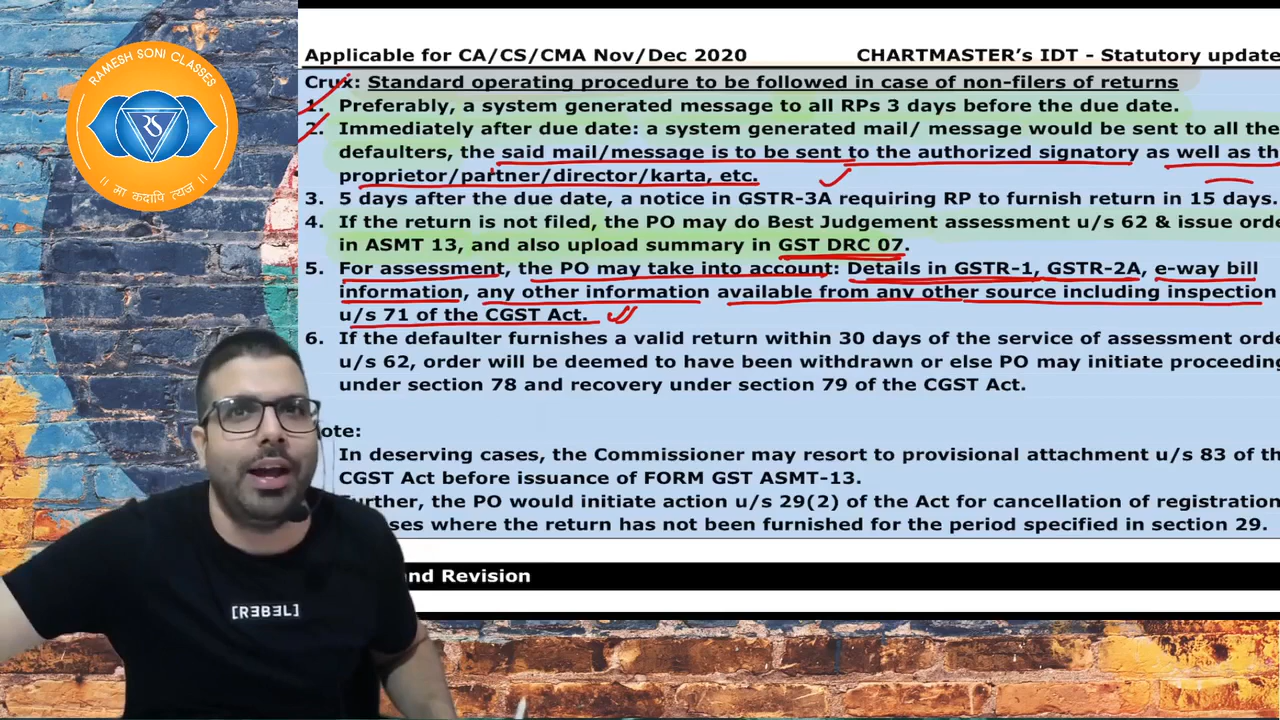 RAMESH SONI CLASSES
RS
।। मा कदापि त्यज ।।
Applicable for CA/CS/CMA Nov/Dec 2020 CHARTMASTER’s IDT - Statutory update
Crux: Standard operating procedure to be followed in case of non-filers of returns
1. Preferably, a system generated message to all RPs 3 days before the due date.
2. Immediately after due date: a system generated mail/ message would be sent to all the
defaulters, the said mail/message is to be sent to the authorized signatory as well as th
proprietor/partner/director/karta, etc.
3. 5 days after the due date, a notice in GSTR-3A requiring RP to furnish return in 15 days.
4. If the return is not filed, the PO may do Best Judgement assessment u/s 62 & issue orde
in ASMT 13, and also upload summary in GST DRC 07.
5. For assessment, the PO may take into account: Details in GSTR-1, GSTR-2A, e-way bill
information, any other information available from any other source including inspection
u/s 71 of the CGST Act.
6. If the defaulter furnishes a valid return within 30 days of the service of assessment orde
u/s 62, order will be deemed to have been withdrawn or else PO may initiate proceeding
under section 78 and recovery under section 79 of the CGST Act.
ote:
In deserving cases, the Commissioner may resort to provisional attachment u/s 83 of th
CGST Act before issuance of FORM GST ASMT-13.
urther, the PO would initiate action u/s 29(2) of the Act for cancellation of registration
ses where the return has not been furnished for the period specified in section 29.
nd Revision
[REBEL]